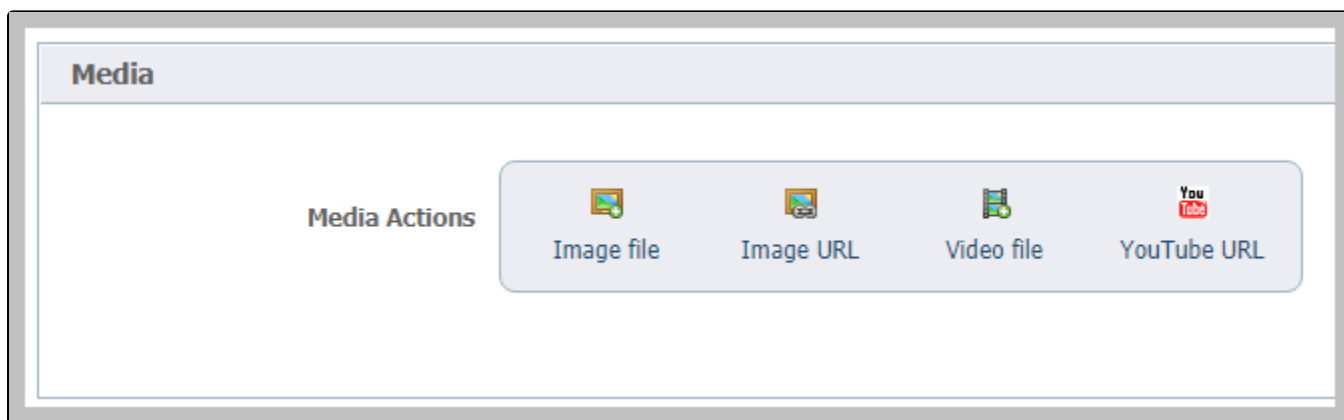 Media
Media Actions
You
Tube
Image file
Image URL
Video file
YouTube URL